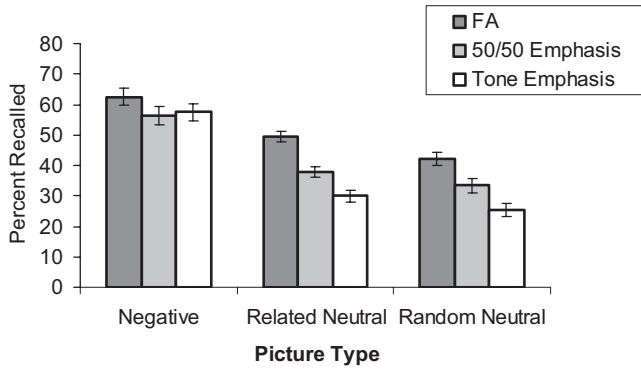 FA
50/50 Emphasis
Tone Emphasis
80
70
60
50
40
30
20
10
0
Percent Recalled
Negative
Related Neutral
Random Neutral
Picture Type